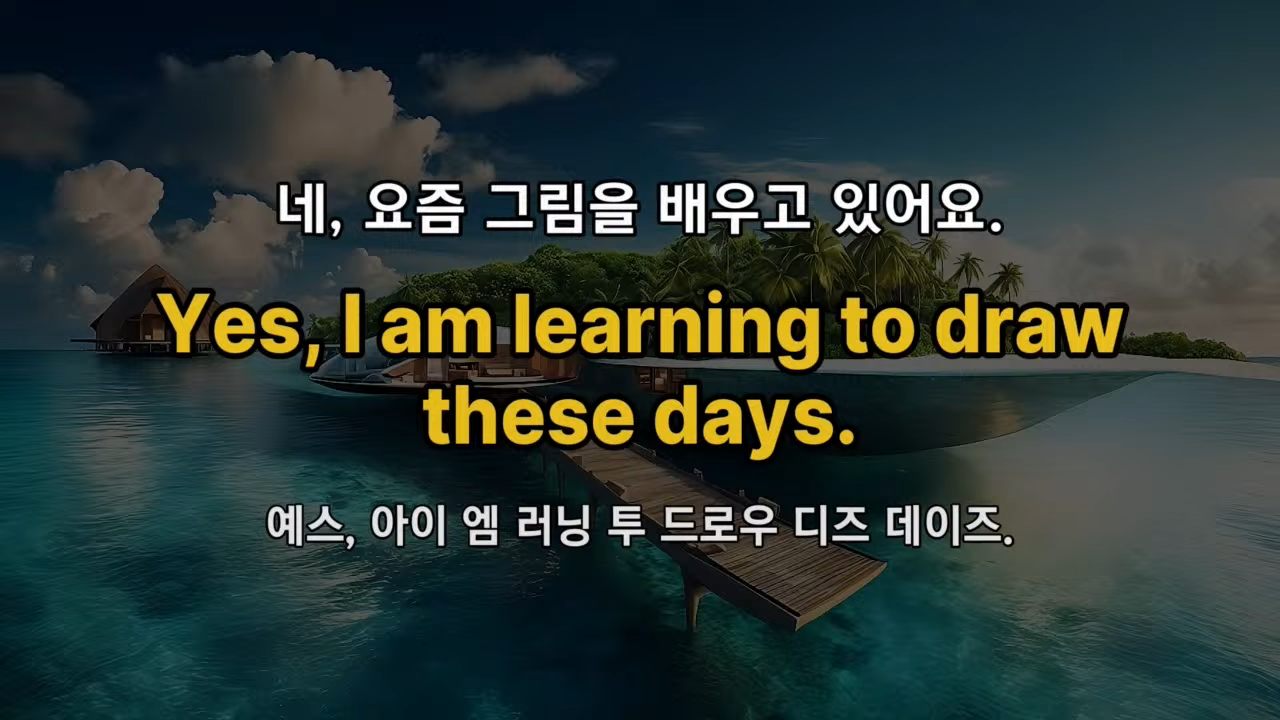 네, 요즘 그림을 배우고 있어요.
Yes, I am learning to draw
these days.
예스, 아이 엠 러닝 투 드로우 디즈 데이즈.